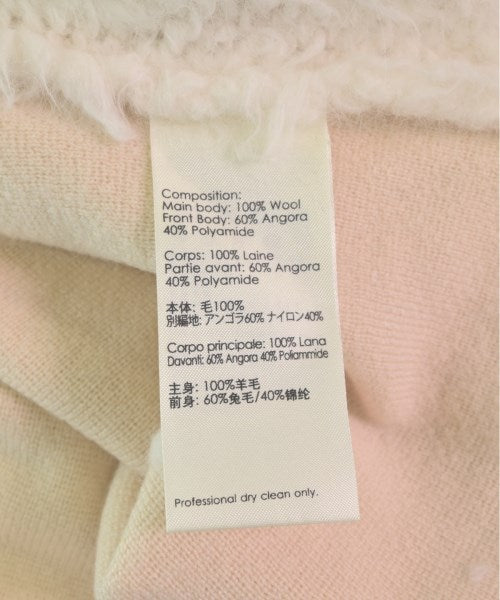 Composition:
Main body: 100% Wool
Front Body: 60% Angora
40% Polyamide
Corps: 100% Laine
Partie avant: 60% Angora
40% Polyamide
本体: 毛100%
別編地: アンゴラ60% ナイロン40%
Corpo principale: 100% Lana
Davanti: 60% Angora 40% Poliammide
主身: 100%羊毛
前身: 60%兔毛/40%锦纶
Professional dry clean only.